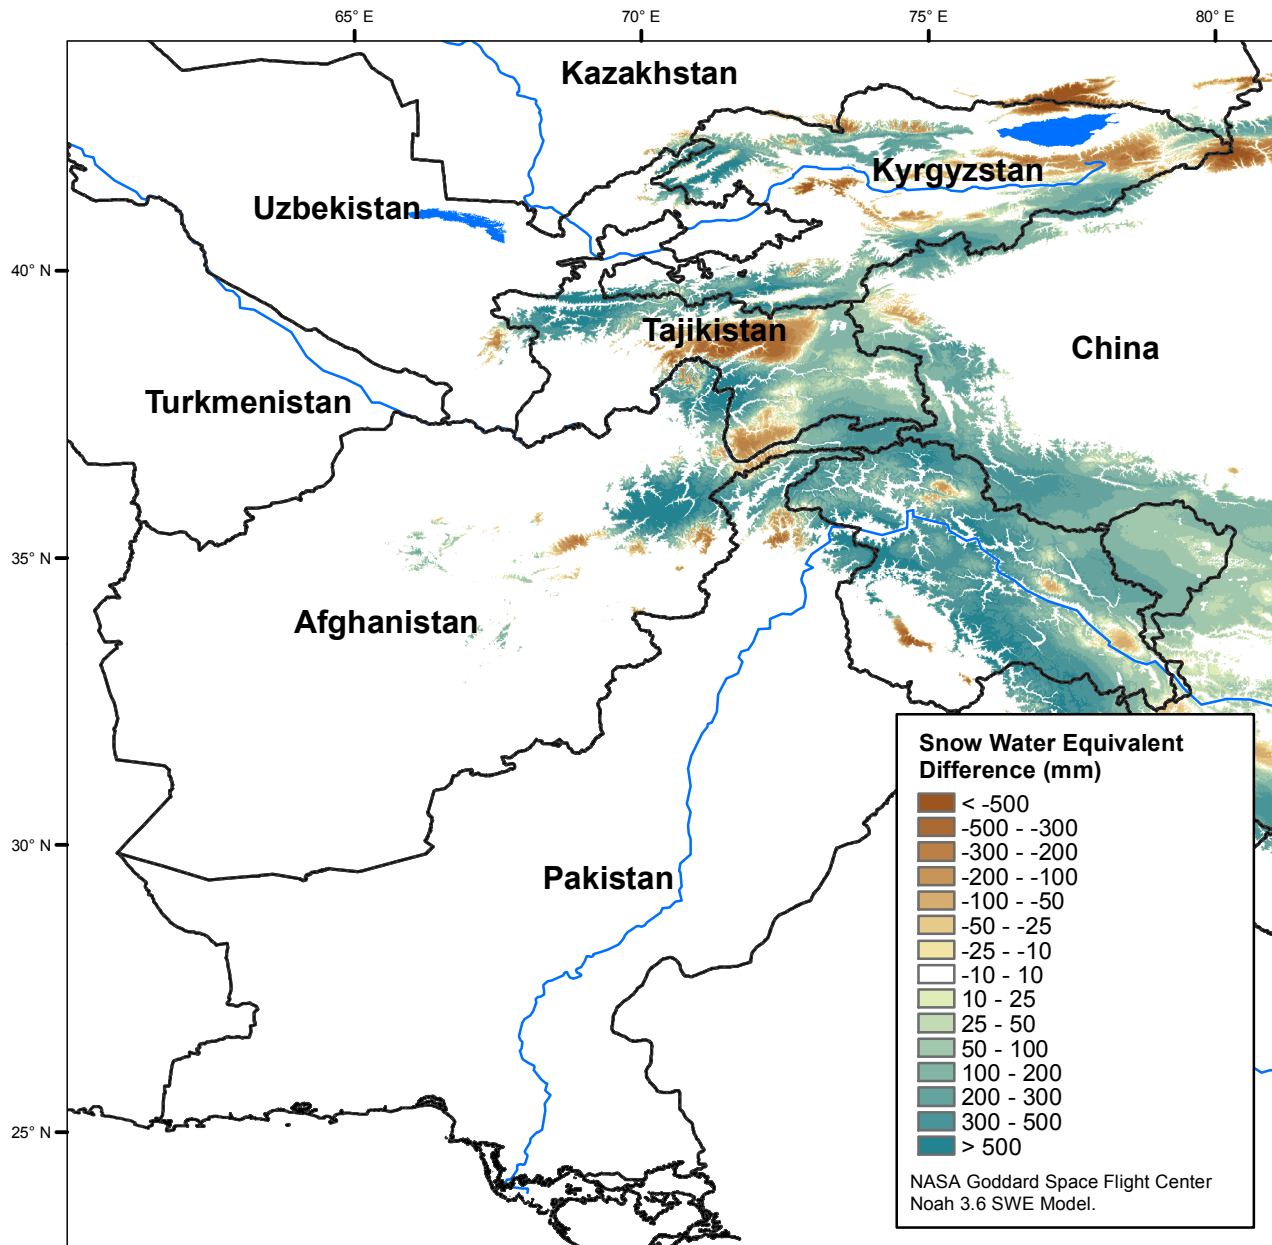 65° E
70° E
75° E
80° E
Kazakhstan
Kyrgyzstan
Uzbekistan
40° N
Tajikistan
China
Turkmenistan
35° N
Afghanistan
30° N
Pakistan
25° N
Snow Water Equivalent
Difference (mm)
< -500
-500 - -300
-300 - -200
-200 - -100
-100 - -50
-50 - -25
-25 - -10
-10 - 10
10 - 25
25 - 50
50 - 100
100 - 200
200 - 300
300 - 500
> 500
NASA Goddard Space Flight Center
Noah 3.6 SWE Model.